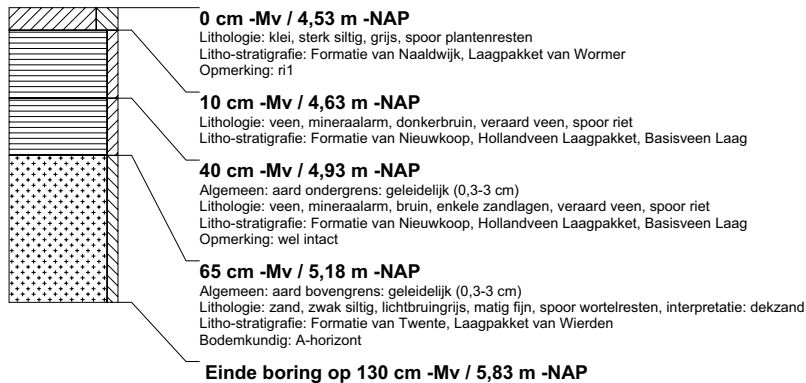 0 cm -Mv / 4,53 m -NAP
Lithologie: klei, sterk siltig, grijs, spoor plantenresten
Litho-stratigrafie: Formatie van Naaldwijk, Laagpakket van Wormer
Opmerking: ri1
10 cm -Mv / 4,63 m -NAP
Lithologie: veen, mineraalarm, donkerbruin, veraard veen, spoor riet
Litho-stratigrafie: Formatie van Nieuwkoop, Hollandveen Laagpakket, Basisveen Laag
40 cm -Mv / 4,93 m -NAP
Algemeen: aard ondergrens: geleidelijk (0,3-3 cm)
Lithologie: veen, mineraalarm, bruin, enkele zandlagen, veraard veen, spoor riet
Litho-stratigrafie: Formatie van Nieuwkoop, Hollandveen Laagpakket, Basisveen Laag
Opmerking: wel intact
65 cm -Mv / 5,18 m -NAP
Algemeen: aard bovengrens: geleidelijk (0,3-3 cm)
Lithologie: zand, zwak siltig, lichtbruingrijs, matig fijn, spoor wortelresten, interpretatie: dekzand
Litho-stratigrafie: Formatie van Twente, Laagpakket van Wierden
Bodemkundig: A-horizont
Einde boring op 130 cm -Mv / 5,83 m -NAP